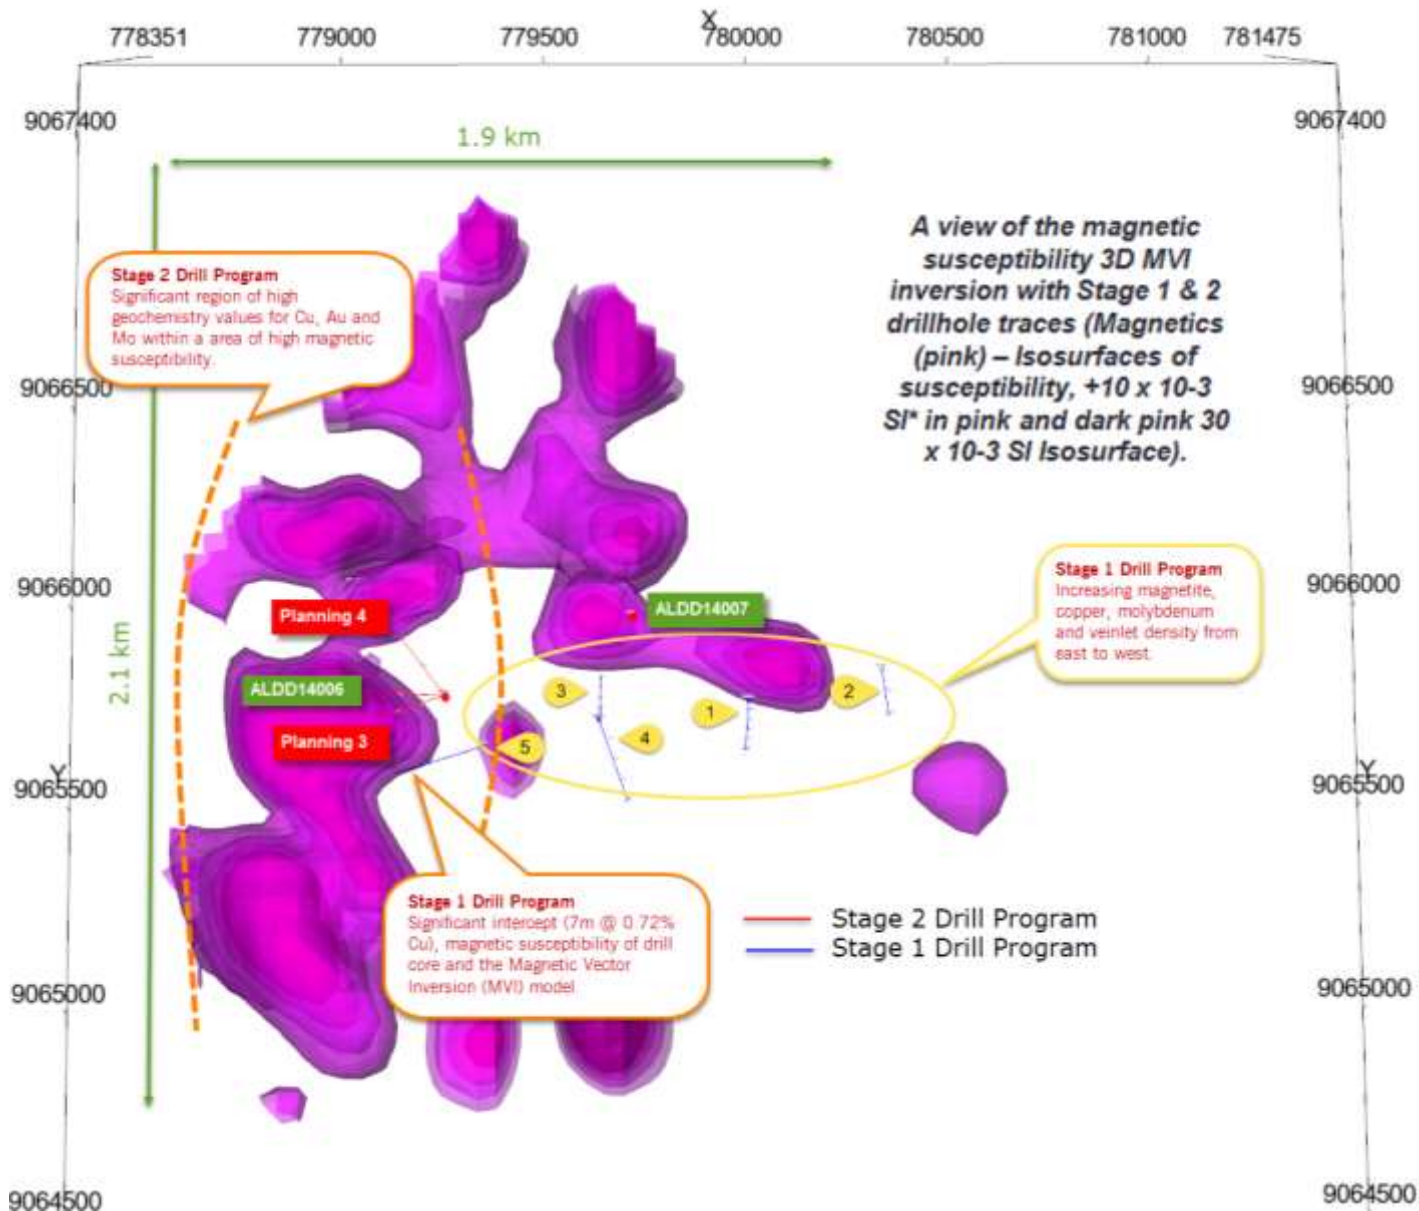 X
778351 779000 779500 780000 780500 781000 781475
9067400 9067400
1.9 km
A view of the magnetic
susceptibility 3D MVI
inversion with Stage 1 & 2
drillhole traces (Magnetics
(pink) – Isosurfaces of
susceptibility, +10 x 10-3
SI* in pink and dark pink 30
x 10-3 SI Isosurface).
Stage 2 Drill Program
Significant region of high
geochemistry values for Cu, Au and
Mo within a area of high magnetic
susceptibility.
9066500 9066500
Stage 1 Drill Program
Increasing magnetite,
copper, molybdenum
and veinlet density from
east to west.
9066000 9066000
Planning 4
ALDD14007
2.1 km
ALDD14006
3
2
1
Planning 3
4
5
Y Y
9065500 9065500
Stage 1 Drill Program
Significant intercept (7m @ 0.72%
Cu), magnetic susceptibility of drill
core and the Magnetic Vector
Inversion (MVI) model
Stage 2 Drill Program
Stage 1 Drill Program
9065000 9065000
9064500 9064500